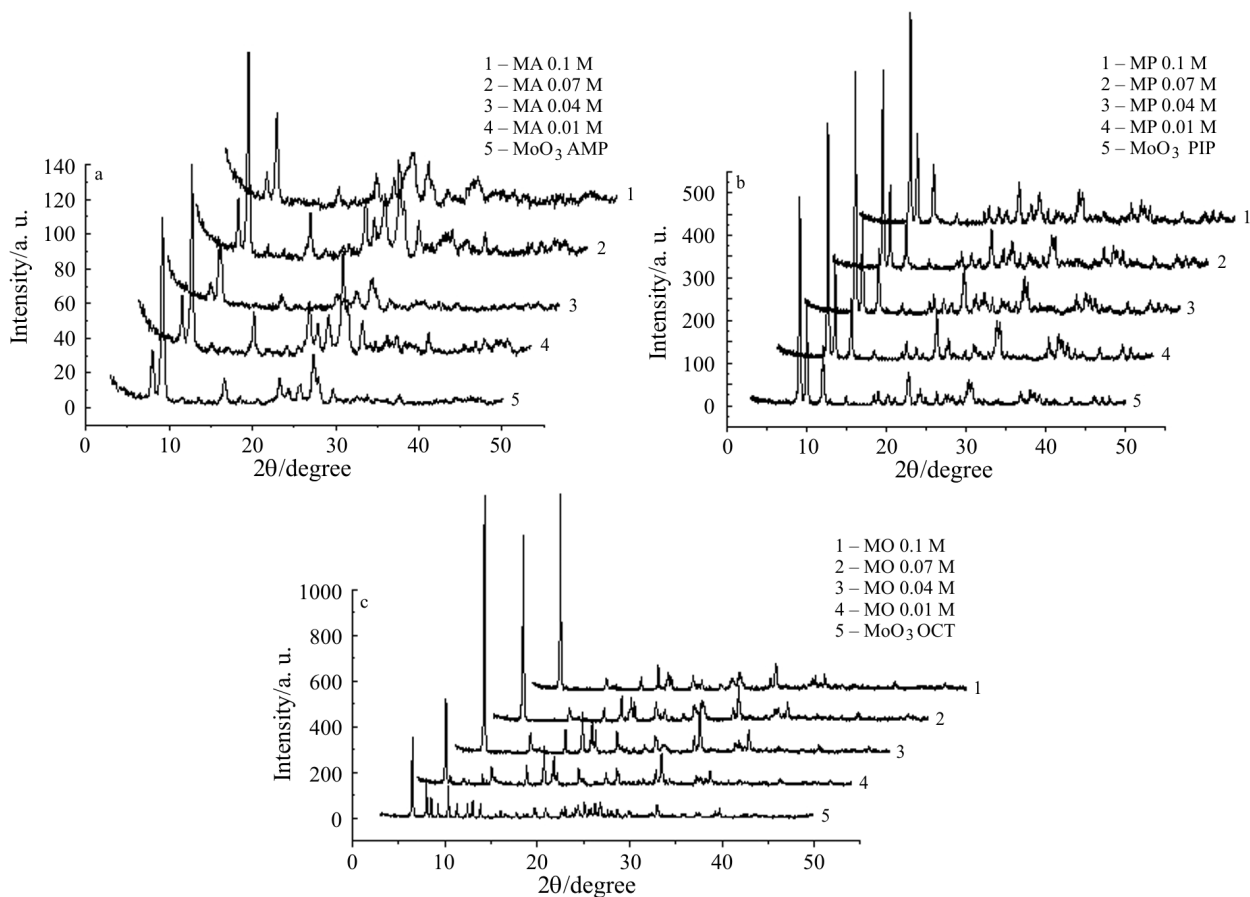 a
1 – MA 0.1 M
2 – MA 0.07 M
3 – MA 0.04 M
4 – MA 0.01 M
5 – MoO3 AMP
Intensity/a. u.
140
120
100
80
60
40
20
0
1
2
3
4
5
0 10 20 30 40 50
2θ/degree
b
1 – MP 0.1 M
2 – MP 0.07 M
3 – MP 0.04 M
4 – MP 0.01 M
5 – MoO3 PIP
Intensity/a. u.
500
400
300
200
100
0
1
2
3
4
5
0 10 20 30 40 50
2θ/degree
c
1 – MO 0.1 M
2 – MO 0.07 M
3 – MO 0.04 M
4 – MO 0.01 M
5 – MoO3 OCT
Intensity/a. u.
1000
800
600
400
200
0
1
2
3
4
5
0 10 20 30 40 50
2θ/degree